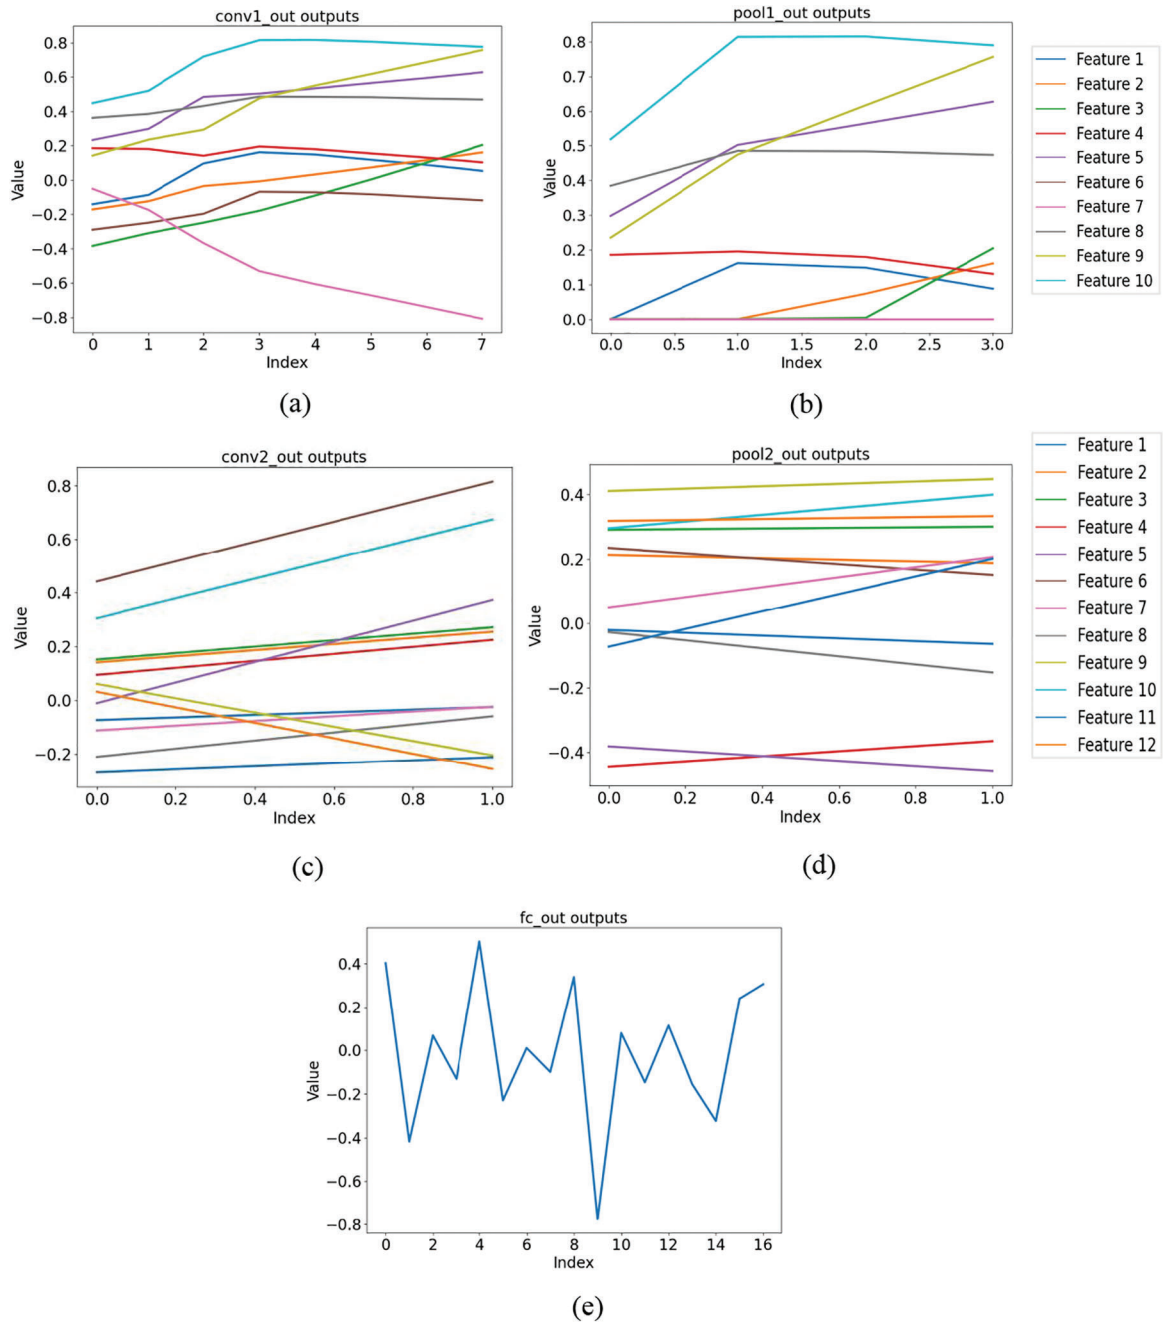 conv1_out outputs
Value
0.8
0.6
0.4
0.2
0.0
−0.2
−0.4
−0.6
−0.8
0 1 2 3 4 5 6 7
Index
(a)
pool1_out outputs
Value
0.8
0.7
0.6
0.5
0.4
0.3
0.2
0.1
0.0
0.0 0.5 1.0 1.5 2.0 2.5 3.0
Index
(b)
Feature 1
Feature 2
Feature 3
Feature 4
Feature 5
Feature 6
Feature 7
Feature 8
Feature 9
Feature 10
conv2_out outputs
Value
0.8
0.6
0.4
0.2
0.0
−0.2
0.0 0.2 0.4 0.6 0.8 1.0
Index
(c)
pool2_out outputs
Value
0.4
0.2
0.0
−0.2
−0.4
0.0 0.2 0.4 0.6 0.8 1.0
Index
(d)
Feature 1
Feature 2
Feature 3
Feature 4
Feature 5
Feature 6
Feature 7
Feature 8
Feature 9
Feature 10
Feature 11
Feature 12
fc_out outputs
Value
0.4
0.2
0.0
−0.2
−0.4
−0.6
−0.8
0 2 4 6 8 10 12 14 16
Index
(e)